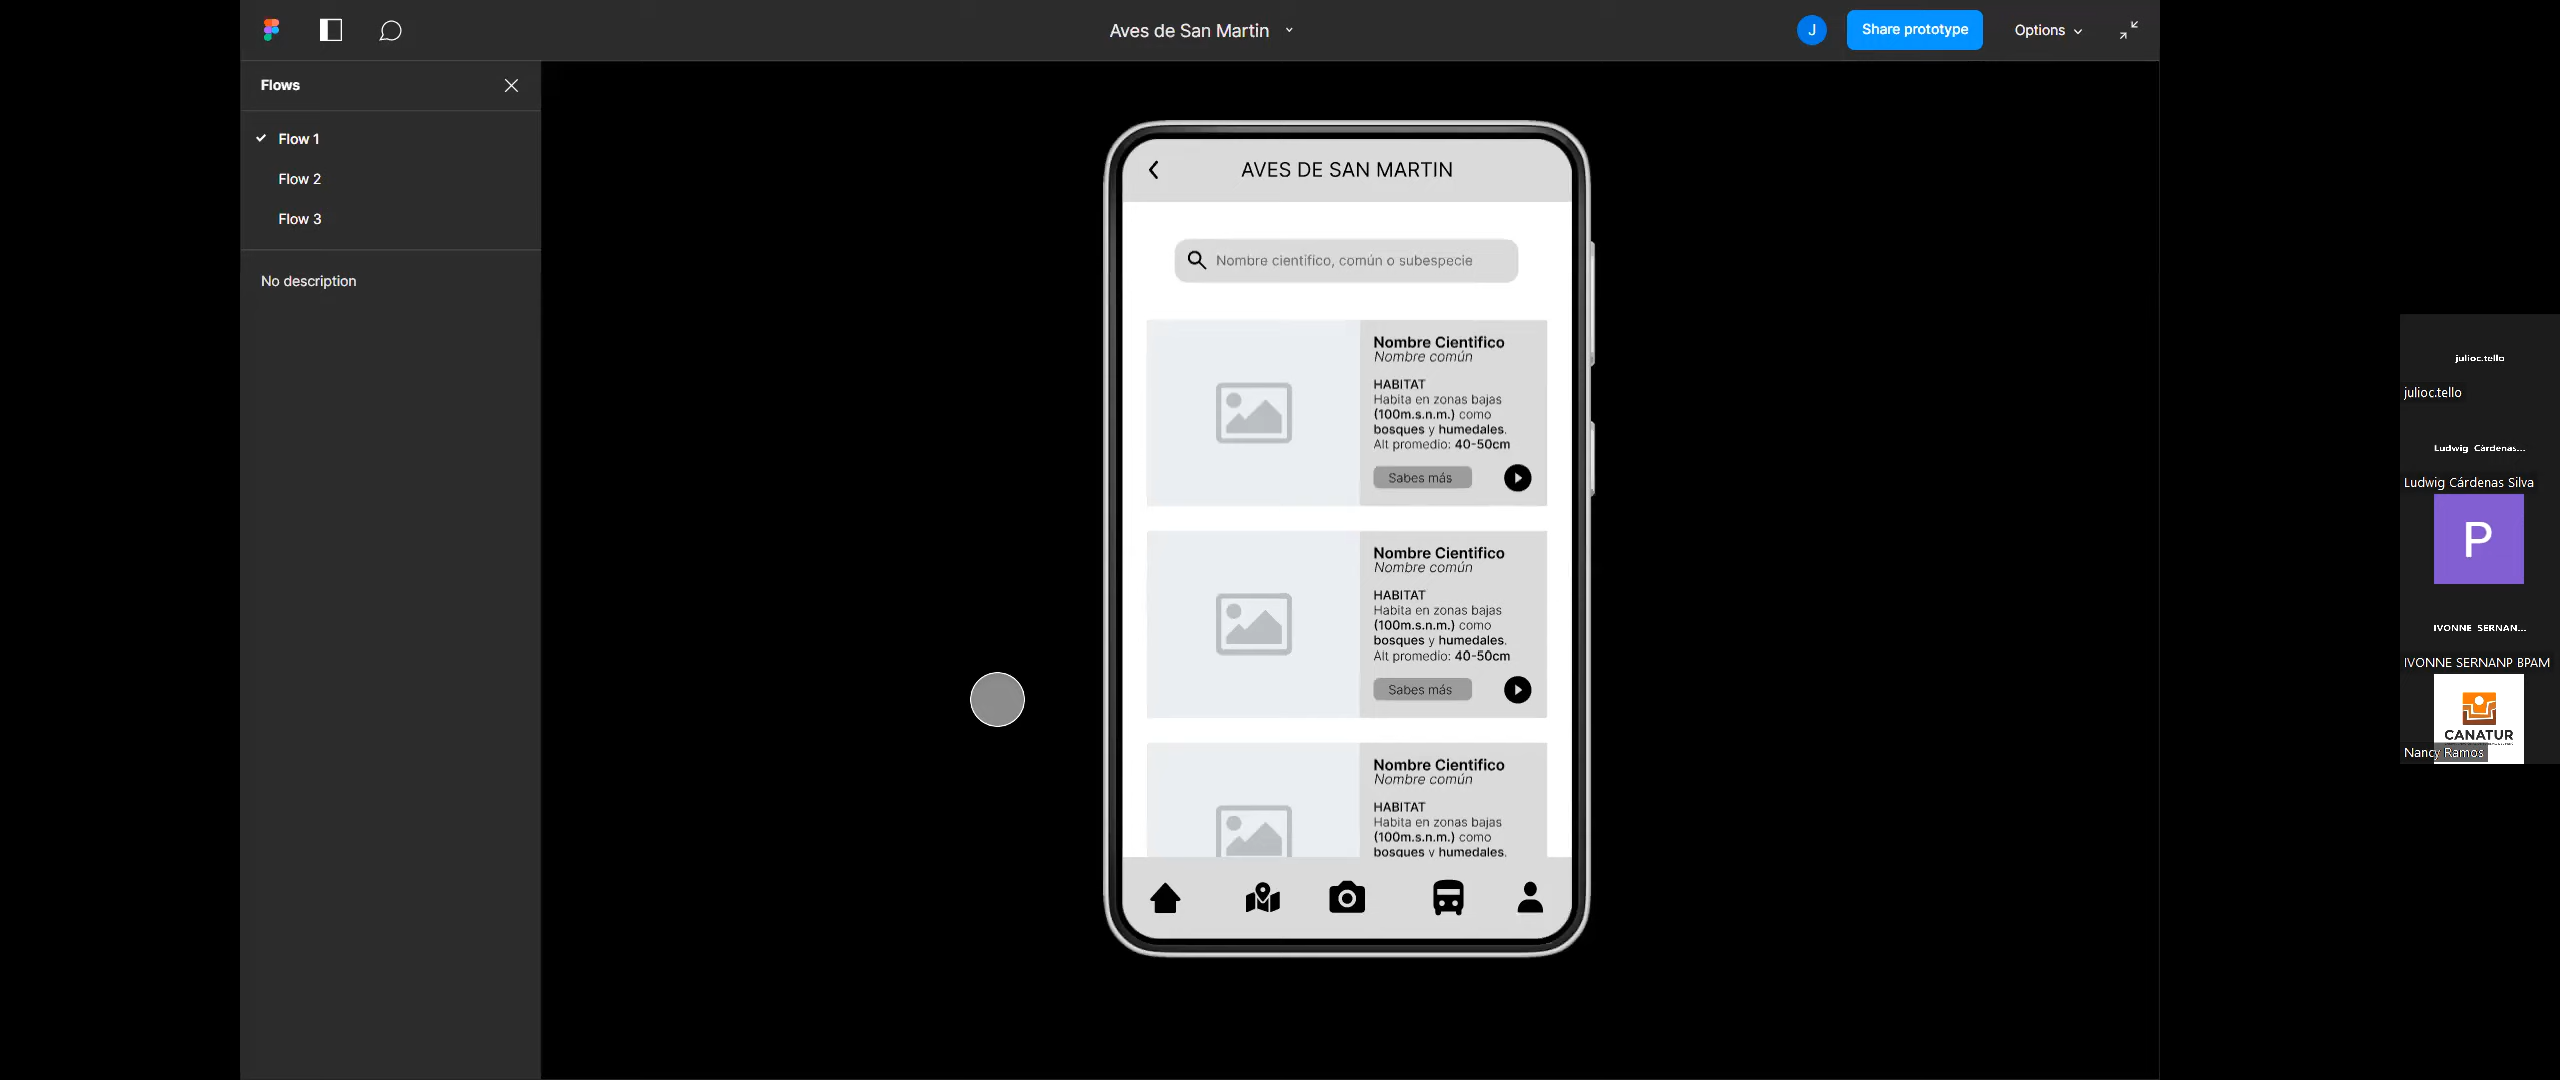 Aves de San Martin
J
Share prototype
Options
Flows
Flow 1
Flow 2
Flow 3
No description
AVES DE SAN MARTIN
Nombre cientifico, común o subespecie
Nombre Cientifico
Nombre común
HABITAT
Habita en zonas bajas
(100m.s.n.m.) como
bosques y humedales.
Alt promedio: 40-50cm
Sabes más
Nombre Cientifico
Nombre común
HABITAT
Habita en zonas bajas
(100m.s.n.m.) como
bosques y humedales.
Alt promedio: 40-50cm
Sabes más
Nombre Cientifico
Nombre común
HABITAT
Habita en zonas bajas
(100m.s.n.m.) como
bosques y humedales.
julioc.tello
julioc.tello
Ludwig Cárdenas...
Ludwig Cárdenas Silva
P
IVONNE SERNAN...
IVONNE SERNANP BPAM
CANATUR
Nancy Ramos